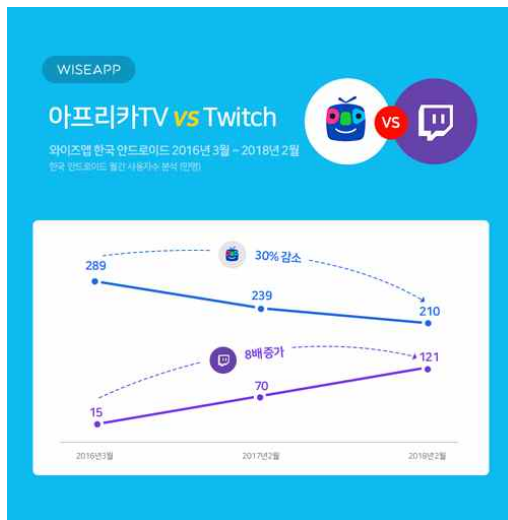 WISEAPP
아프리카TV vs Twitch
VS
와이즈앱 한국 안드로이드 2016년 3월 ~ 2018년 2월
한국 안드로이드 월간 사용자수 분석 (만명)
30% 감소
289
239
210
8배 증가
121
70
15
2016년3월
2017년2월
2018년2월